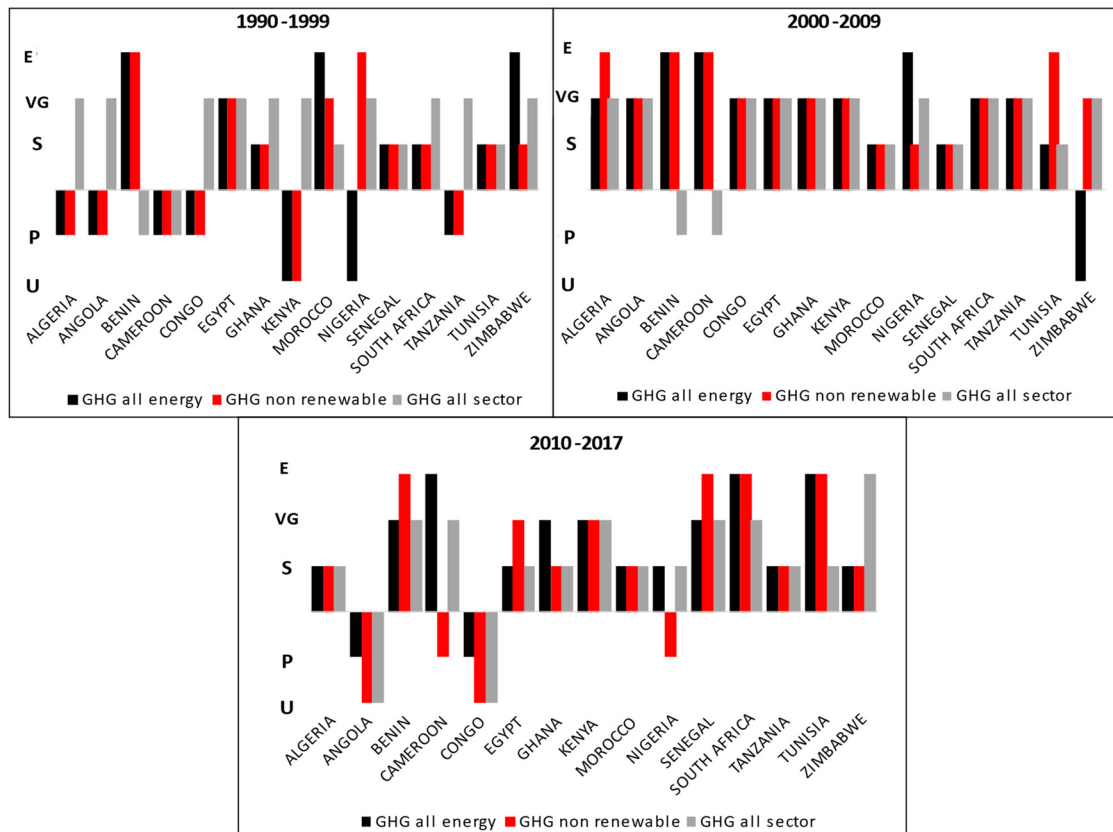 1990 -1999
E
VG
S
P
U
ALGERIA
ANGOLA
BENIN
CAMEROON
CONGO
EGYPT
GHANA
KENYA
MOROCCO
NIGERIA
SENEGAL
SOUTH AFRICA
TANZANIA
TUNISIA
ZIMBABWE
GHG all energy GHG non renewable GHG all sector
2000 -2009
E
VG
S
P
U
ALGERIA
ANGOLA
BENIN
CAMEROON
CONGO
EGYPT
GHANA
KENYA
MOROCCO
NIGERIA
SENEGAL
SOUTH AFRICA
TANZANIA
TUNISIA
ZIMBABWE
GHG all energy GHG non renewable GHG all sector
2010 -2017
E
VG
S
P
U
ALGERIA
ANGOLA
BENIN
CAMEROON
CONGO
EGYPT
GHANA
KENYA
MOROCCO
NIGERIA
SENEGAL
SOUTH AFRICA
TANZANIA
TUNISIA
ZIMBABWE
GHG all energy GHG non renewable GHG all sector